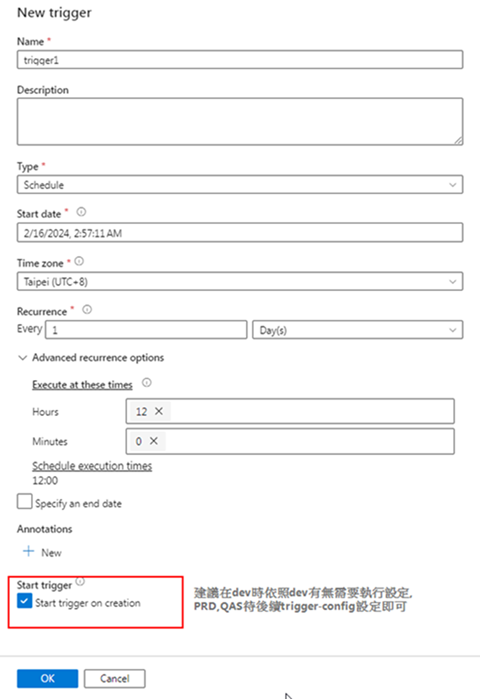 New trigger
Name *
trigger1
Description
Type *
Schedule
Start date *
2/16/2024, 2:57:11 AM
Time zone *
Taipei (UTC+8)
Recurrence *
Every 1 Day(s)
Advanced recurrence options
Execute at these times
Hours 12
Minutes 0
Schedule execution times
12:00
Specify an end date
Annotations
New
Start trigger
Start trigger on creation
建議在dev時依照dev有無需要執行設定,
PRD,QAS待後續trigger-config設定即可
OK Cancel